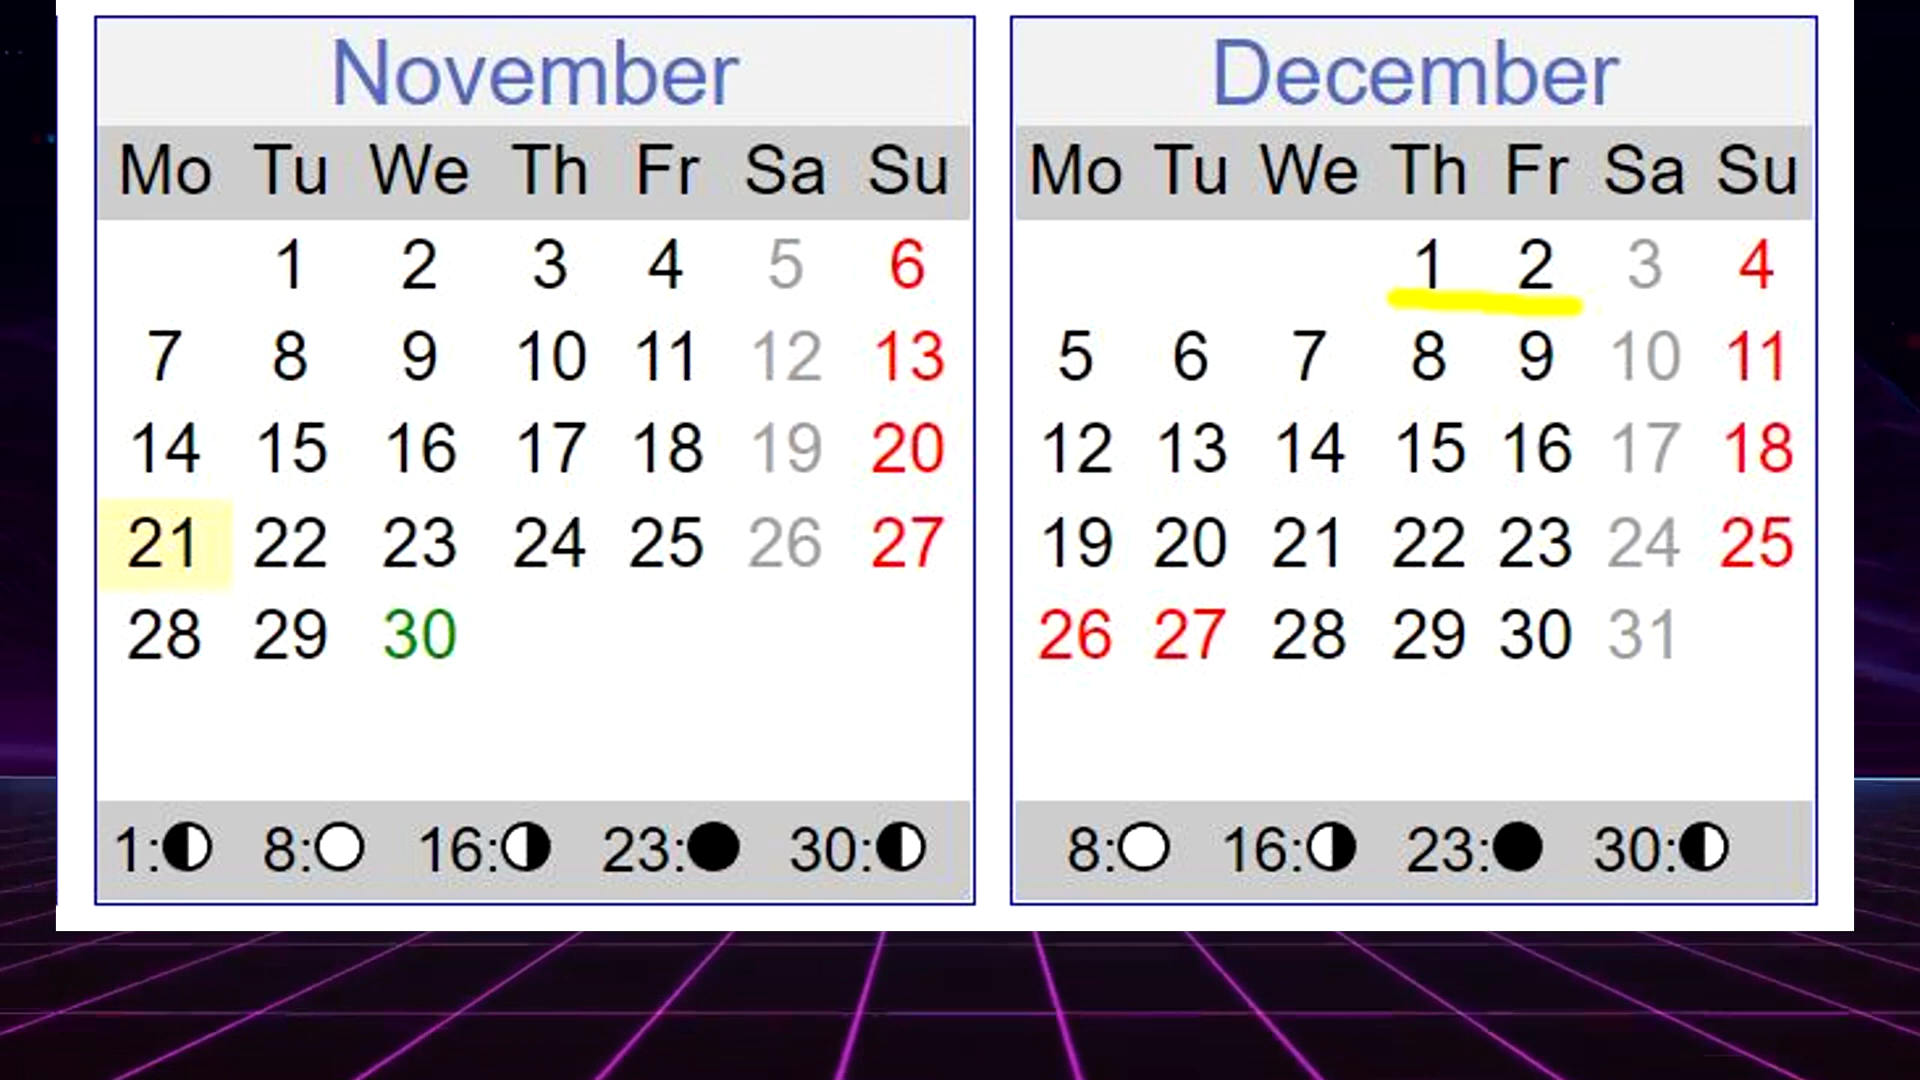 November
Mo Tu We Th Fr Sa Su
1 2 3 4 5 6
7 8 9 10 11 12 13
14 15 16 17 18 19 20
21 22 23 24 25 26 27
28 29 30
1: 8: 16: 23: 30:
December
Mo Tu We Th Fr Sa Su
1 2 3 4
5 6 7 8 9 10 11
12 13 14 15 16 17 18
19 20 21 22 23 24 25
26 27 28 29 30 31
8: 16: 23: 30: